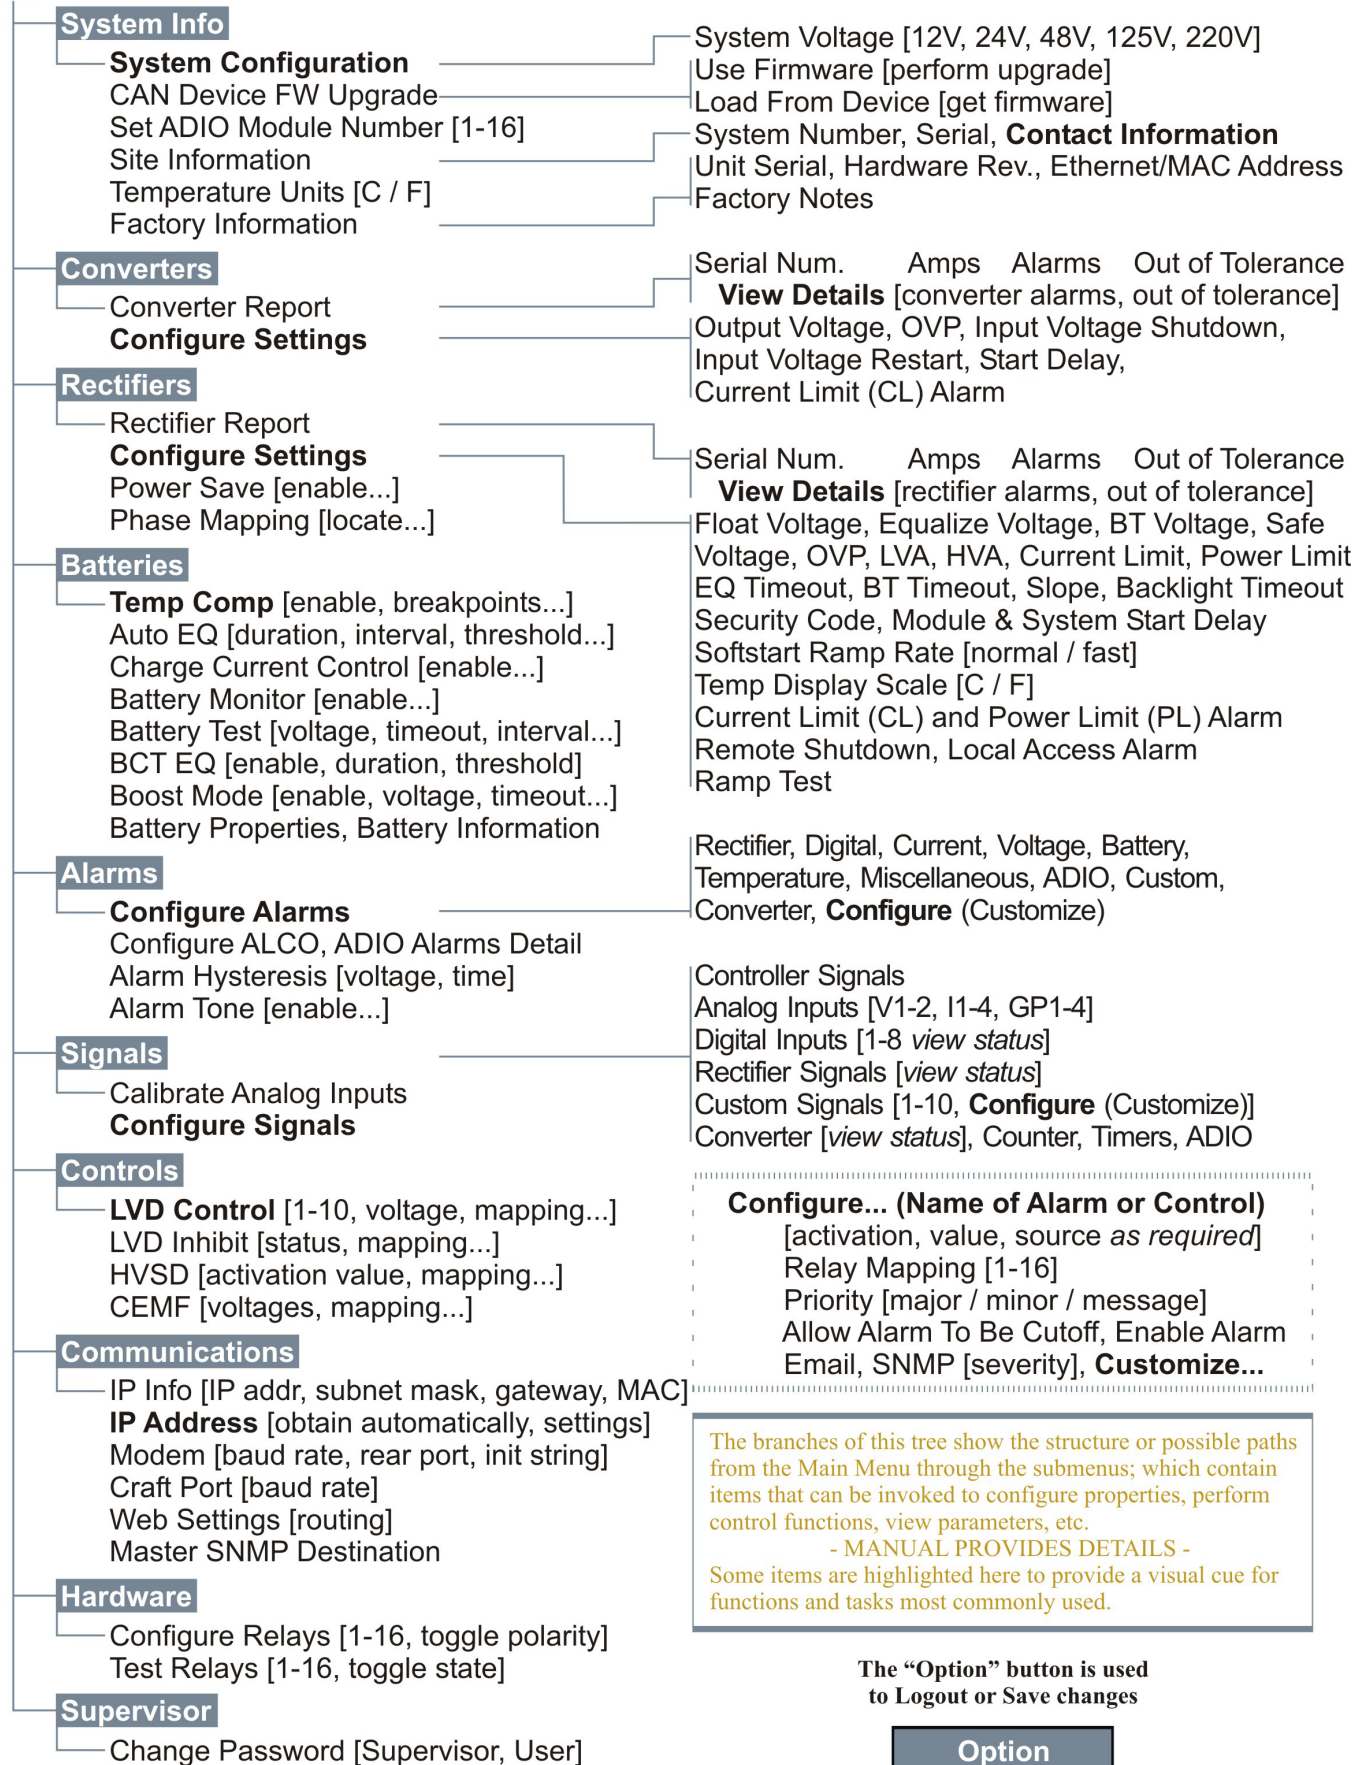 System Info
System Configuration
CAN Device FW Upgrade
Set ADIO Module Number [1-16]
Site Information
Temperature Units [C / F]
Factory Information
System Voltage [12V, 24V, 48V, 125V, 220V]
Use Firmware [perform upgrade]
Load From Device [get firmware]
System Number, Serial, Contact Information
Unit Serial, Hardware Rev., Ethernet/MAC Address
Factory Notes
Converters
Converter Report
Configure Settings
Serial Num. Amps Alarms Out of Tolerance
View Details [converter alarms, out of tolerance]
Output Voltage, OVP, Input Voltage Shutdown,
Input Voltage Restart, Start Delay,
Current Limit (CL) Alarm
Rectifiers
Rectifier Report
Configure Settings
Power Save [enable...]
Phase Mapping [locate...]
Serial Num. Amps Alarms Out of Tolerance
View Details [rectifier alarms, out of tolerance]
Float Voltage, Equalize Voltage, BT Voltage, Safe
Voltage, OVP, LVA, HVA, Current Limit, Power Limit
EQ Timeout, BT Timeout, Slope, Backlight Timeout
Security Code, Module & System Start Delay
Softstart Ramp Rate [normal / fast]
Temp Display Scale [C / F]
Current Limit (CL) and Power Limit (PL) Alarm
Remote Shutdown, Local Access Alarm
Ramp Test
Batteries
Temp Comp [enable, breakpoints...]
Auto EQ [duration, interval, threshold...]
Charge Current Control [enable...]
Battery Monitor [enable...]
Battery Test [voltage, timeout, interval...]
BCT EQ [enable, duration, threshold]
Boost Mode [enable, voltage, timeout...]
Battery Properties, Battery Information
Alarms
Configure Alarms
Configure ALCO, ADIO Alarms Detail
Alarm Hysteresis [voltage, time]
Alarm Tone [enable...]
Rectifier, Digital, Current, Voltage, Battery,
Temperature, Miscellaneous, ADIO, Custom,
Converter, Configure (Customize)
Signals
Calibrate Analog Inputs
Configure Signals
Controller Signals
Analog Inputs [V1-2, I1-4, GP1-4]
Digital Inputs [1-8 view status]
Rectifier Signals [view status]
Custom Signals [1-10, Configure (Customize)]
Converter [view status], Counter, Timers, ADIO
Controls
LVD Control [1-10, voltage, mapping...]
LVD Inhibit [status, mapping...]
HVSD [activation value, mapping...]
CEMF [voltages, mapping...]
Configure... (Name of Alarm or Control)
[activation, value, source as required]
Relay Mapping [1-16]
Priority [major / minor / message]
Allow Alarm To Be Cutoff, Enable Alarm
Email, SNMP [severity], Customize...
Communications
IP Info [IP addr, subnet mask, gateway, MAC]
IP Address [obtain automatically, settings]
Modem [baud rate, rear port, init string]
Craft Port [baud rate]
Web Settings [routing]
Master SNMP Destination
The branches of this tree show the structure or possible paths
from the Main Menu through the submenus; which contain
items that can be invoked to configure properties, perform
control functions, view parameters, etc.
- MANUAL PROVIDES DETAILS -
Some items are highlighted here to provide a visual cue for
functions and tasks most commonly used.
Hardware
Configure Relays [1-16, toggle polarity]
Test Relays [1-16, toggle state]
Supervisor
Change Password [Supervisor, User]
The “Option” button is used
to Logout or Save changes
Option